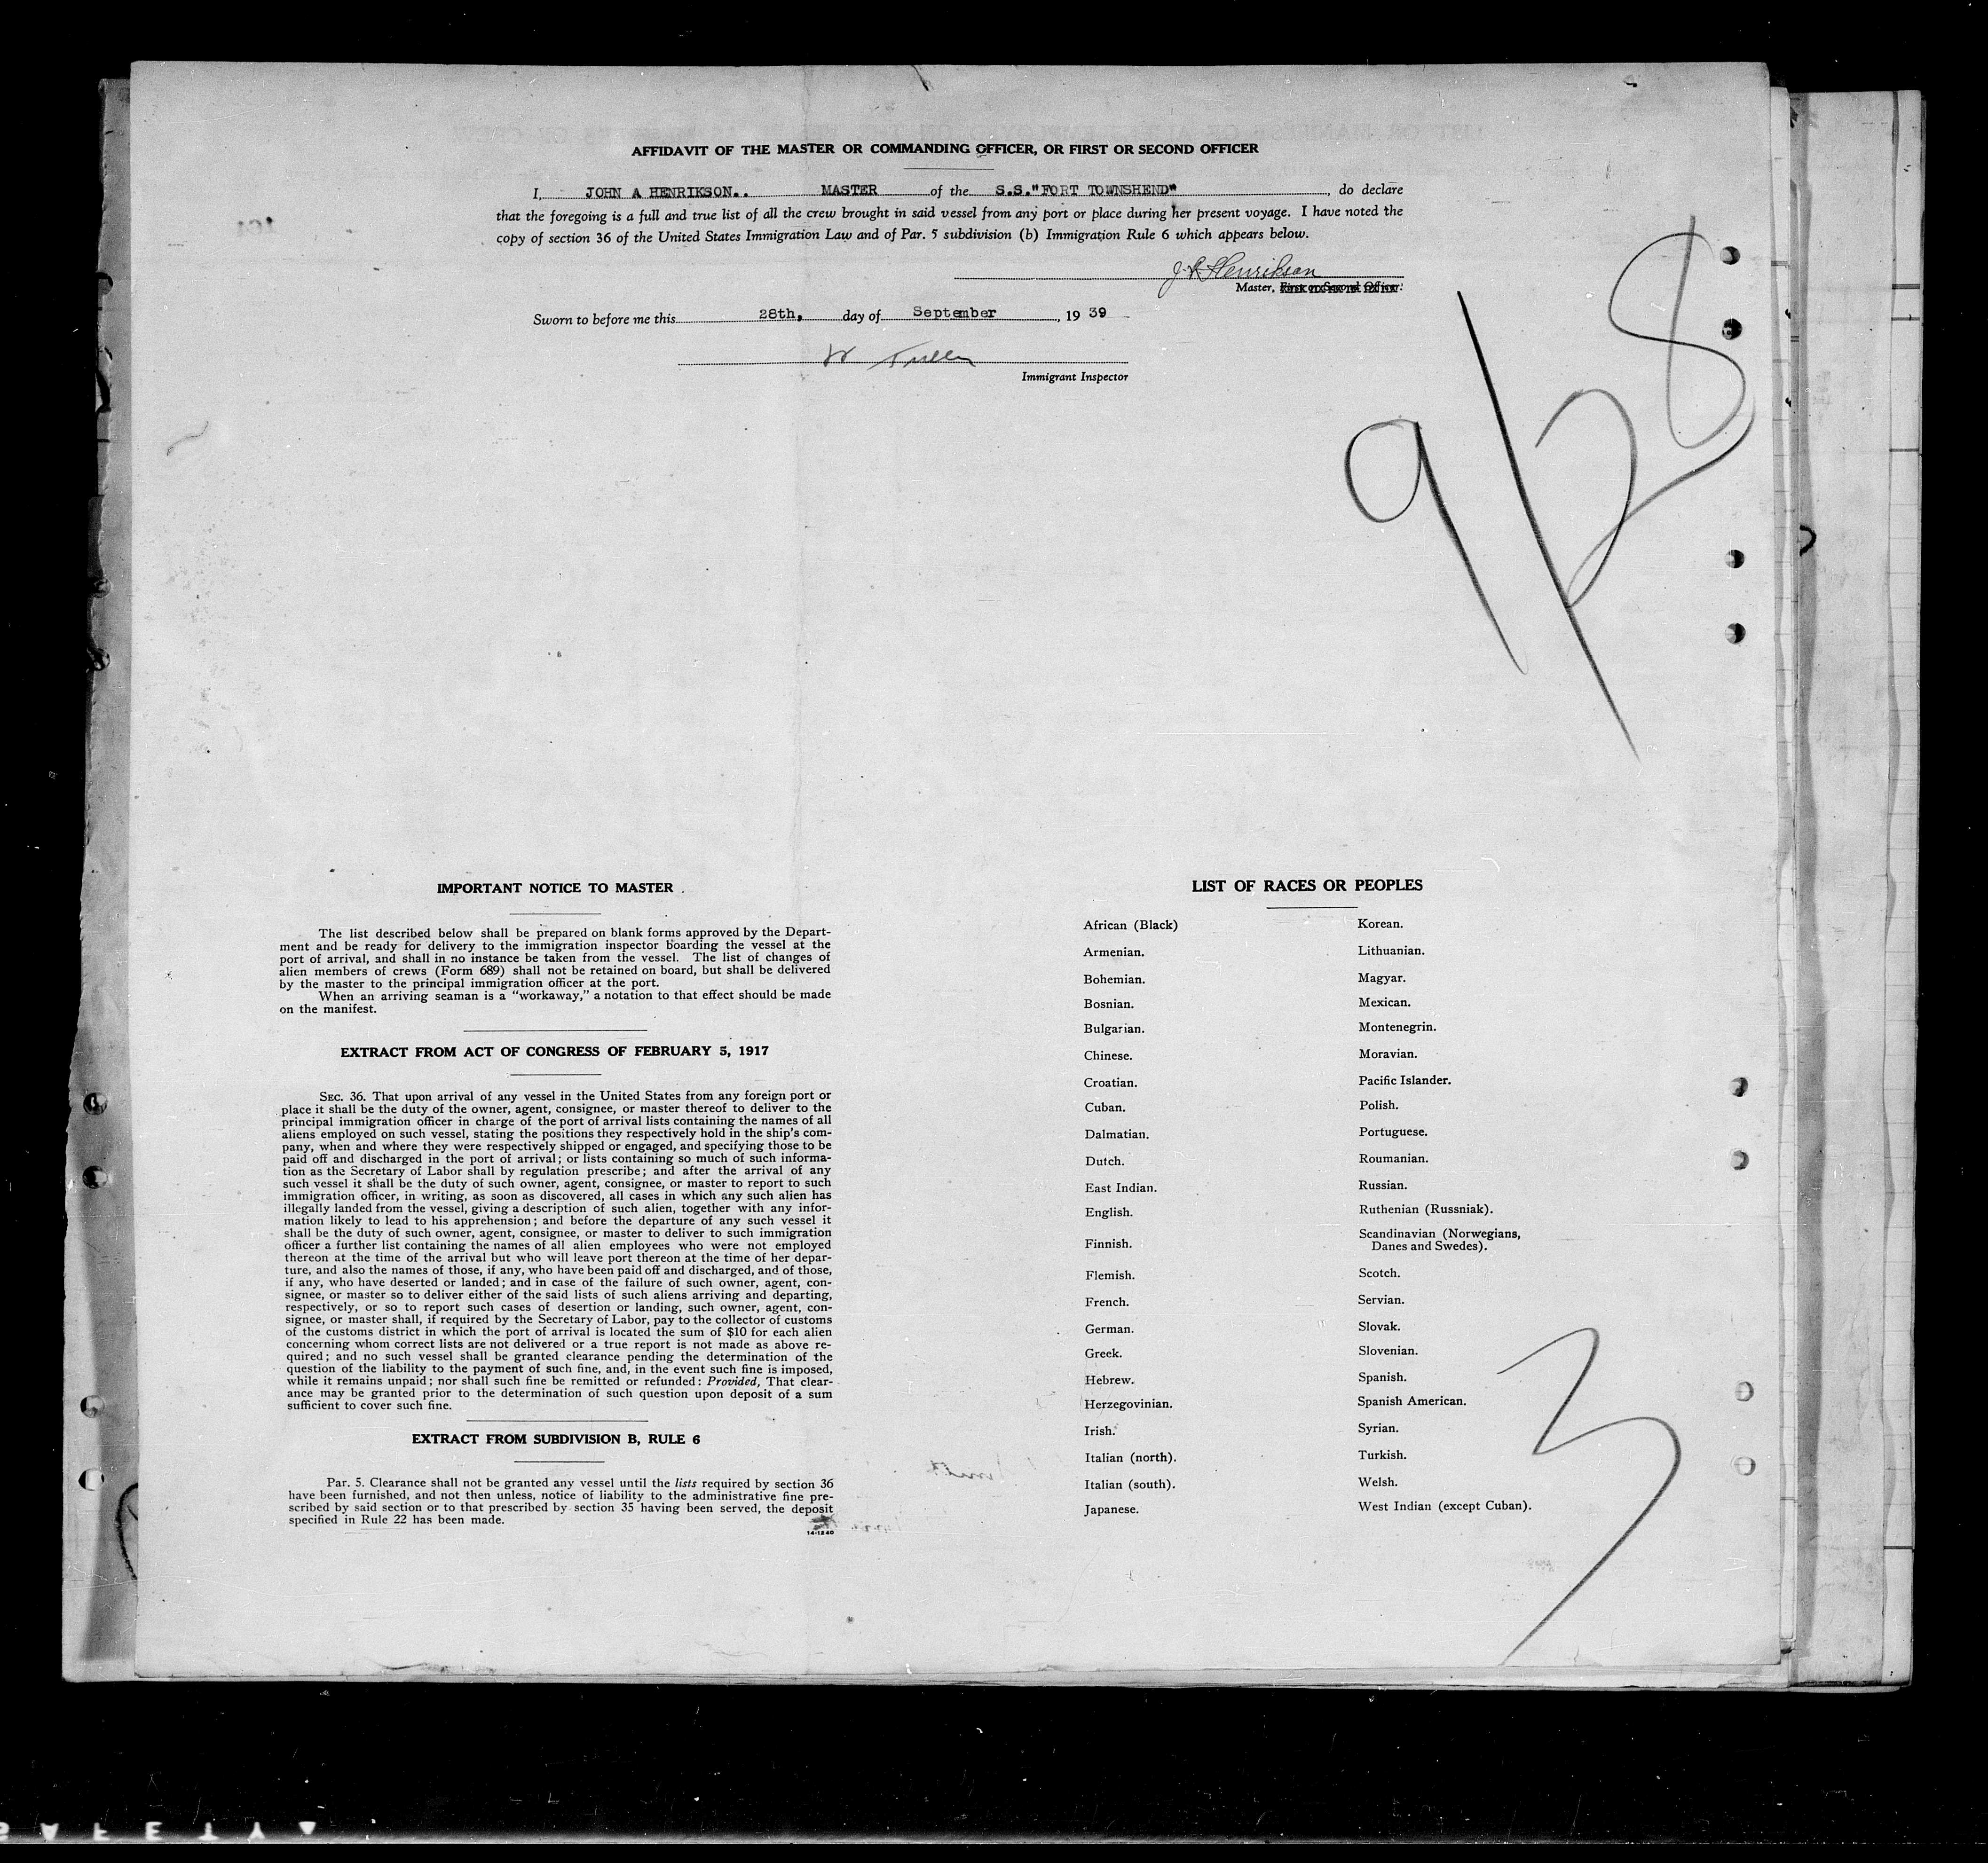 AFFIDAVIT OF THE MASTER OR COMMANDING OFFICER, OR FIRST OR SECOND OFFICER
I, JOHN A HENRIKSON.. MASTER of the S.S."FORT TOWNSHEND", do declare
that the foregoing is a full and true list of all the crew brought in said vessel from any port or place during her present voyage. I have noted the
copy of section 36 of the United States Immigration Law and of Par. 5 subdivision (b) Immigration Rule 6 which appears below.
J A Henrikson
Master, First or Second Officer.
Sworn to before me this 28th, day of September, 19 39
W
Immigrant Inspector
9/28
IMPORTANT NOTICE TO MASTER
The list described below shall be prepared on blank forms approved by the Depart-
ment and be ready for delivery to the immigration inspector boarding the vessel at the
port of arrival, and shall in no instance be taken from the vessel. The list of changes of
alien members of crews (Form 689) shall not be retained on board, but shall be delivered
by the master to the principal immigration officer at the port.
When an arriving seaman is a "workaway," a notation to that effect should be made
on the manifest.
EXTRACT FROM ACT OF CONGRESS OF FEBRUARY 5, 1917
SEC. 36. That upon arrival of any vessel in the United States from any foreign port or
place it shall be the duty of the owner, agent, consignee, or master thereof to deliver to the
principal immigration officer in charge of the port of arrival lists containing the names of all
aliens employed on such vessel, stating the positions they respectively hold in the ship's com-
pany, when and where they were respectively shipped or engaged, and specifying those to be
paid off and discharged in the port of arrival; or lists containing so much of such informa-
tion as the Secretary of Labor shall by regulation prescribe; and after the arrival of any
such vessel it shall be the duty of such owner, agent, consignee, or master to report to such
immigration officer, in writing, as soon as discovered, all cases in which any such alien has
illegally landed from the vessel, giving a description of such alien, together with any infor-
mation likely to lead to his apprehension; and before the departure of any such vessel it
shall be the duty of such owner, agent, consignee, or master to deliver to such immigration
officer a further list containing the names of all alien employees who were not employed
thereon at the time of the arrival but who will leave port thereon at the time of her depar-
ture, and also the names of those, if any, who have been paid off and discharged, and of those,
if any, who have deserted or landed; and in case of the failure of such owner, agent, con-
signee, or master so to deliver either of the said lists of such aliens arriving and departing,
respectively, or so to report such cases of desertion or landing, such owner, agent, con-
signee, or master shall, if required by the Secretary of Labor, pay to the collector of customs
of the customs district in which the port of arrival is located the sum of $10 for each alien
concerning whom correct lists are not delivered or a true report is not made as above re-
quired; and no such vessel shall be granted clearance pending the determination of the
question of the liability to the payment of such fine, and, in the event such fine is imposed,
while it remains unpaid; nor shall such fine be remitted or refunded: Provided, That clear-
ance may be granted prior to the determination of such question upon deposit of a sum
sufficient to cover such fine.
EXTRACT FROM SUBDIVISION B, RULE 6
Par. 5. Clearance shall not be granted any vessel until the lists required by section 36
have been furnished, and not then unless, notice of liability to the administrative fine pre-
scribed by said section or to that prescribed by section 35 having been served, the deposit
specified in Rule 22 has been made.
14-1240
LIST OF RACES OR PEOPLES
African (Black)
Armenian.
Bohemian.
Bosnian.
Bulgarian.
Chinese.
Croatian.
Cuban.
Dalmatian.
Dutch.
East Indian.
English.
Finnish.
Flemish.
French.
German.
Greek.
Hebrew.
Herzegovinian.
Irish.
Italian (north).
Italian (south).
Japanese.
Korean.
Lithuanian.
Magyar.
Mexican.
Montenegrin.
Moravian.
Pacific Islander.
Polish.
Portuguese.
Roumanian.
Russian.
Ruthenian (Russniak).
Scandinavian (Norwegians,
Danes and Swedes).
Scotch.
Servian.
Slovak.
Slovenian.
Spanish.
Spanish American.
Syrian.
Turkish.
Welsh.
West Indian (except Cuban).
3
SAFETY